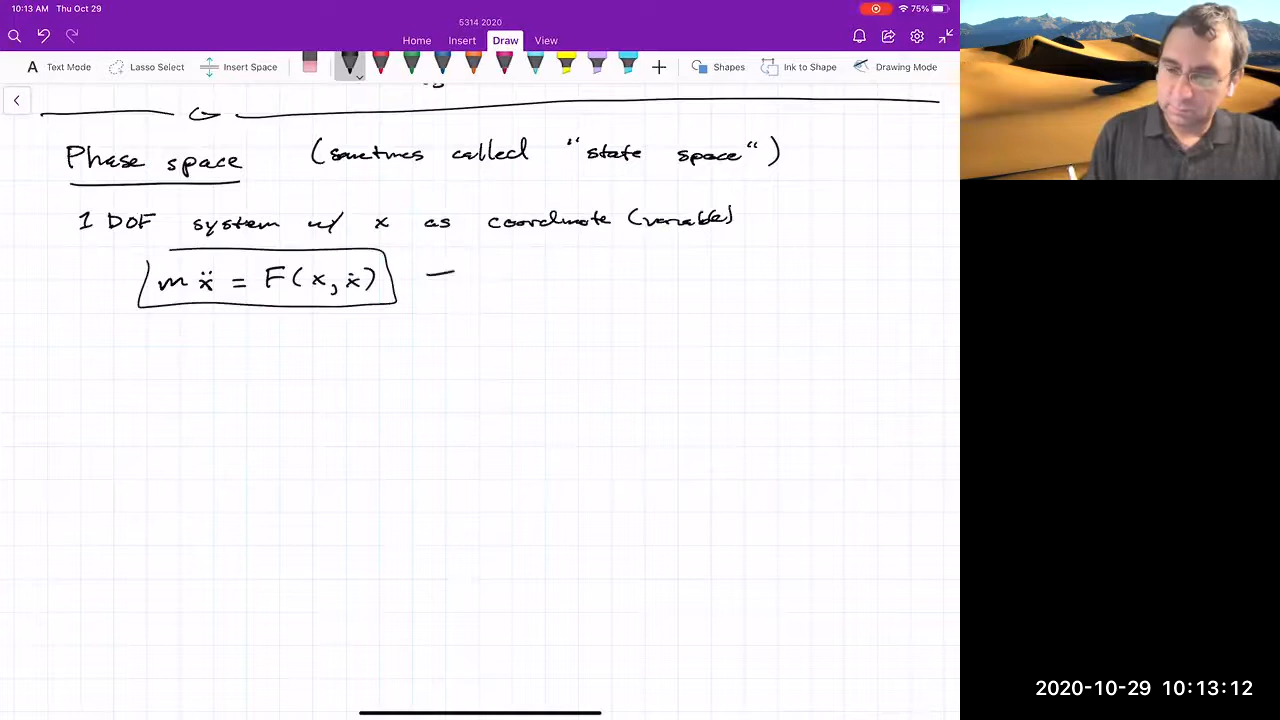 10:13 AM Thu Oct 29
75%
5314 2020
Home Insert Draw View
A Text Mode Lasso Select Insert Space Shapes Ink to Shape Drawing Mode
Phase space (sometimes called "state space")
1 DOF system w/ x as coordinate (variable)
m ẍ = F(x, ẋ) —
2020-10-29 10:13:12